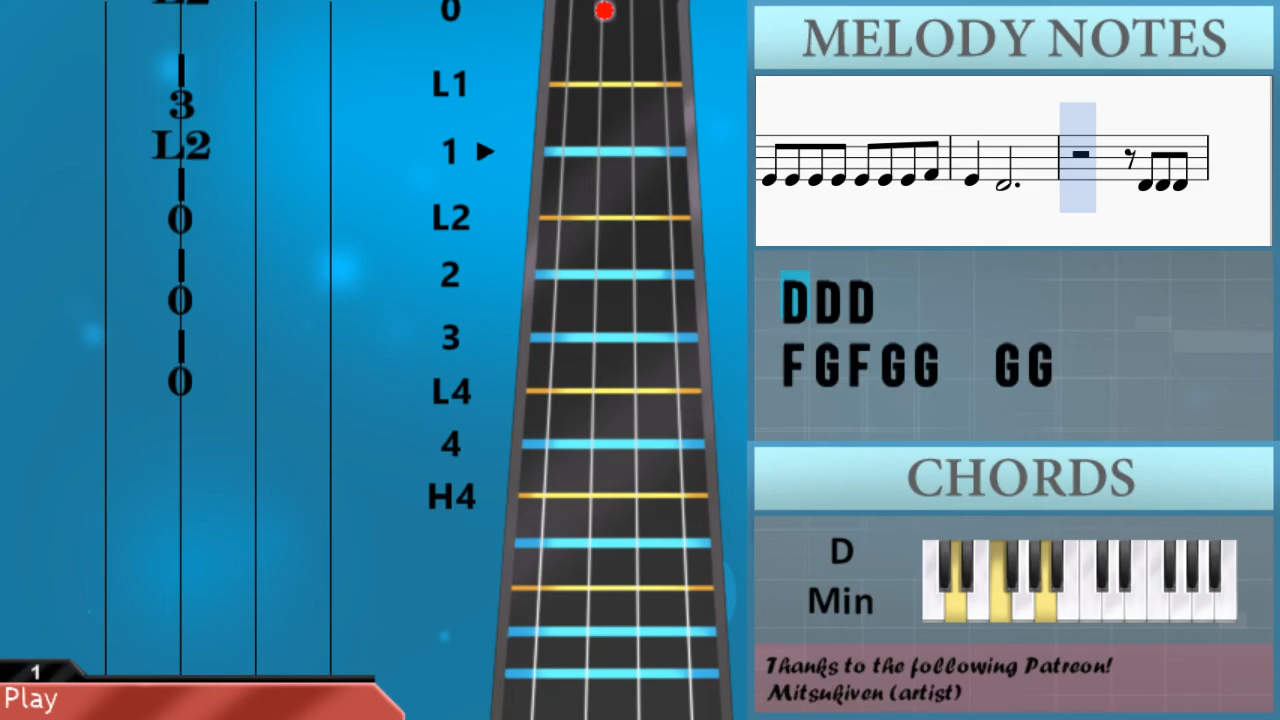 L2
3
L2
0
0
0
1
Play
0
L1
1
L2
2
3
L4
4
H4
MELODY NOTES
DDD
FGFGG GG
CHORDS
D
Min
Thanks to the following Patreon!
Mitsukiven (artist)